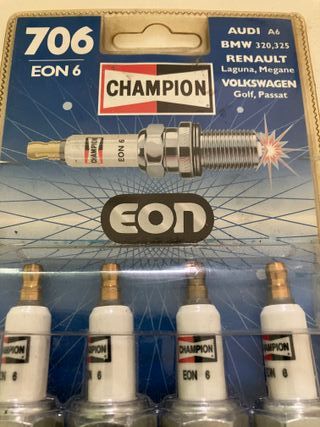 706
EON 6
CHAMPION
AUDI A6
BMW 320,325
RENAULT
Laguna, Megane
VOLKSWAGEN
Golf, Passat
CHAMPION
EON 6
EON
CHAMPION
EON 6
CHAMPION
EON 6
CHAMPION
EON 6
CHAMPION
EON 6